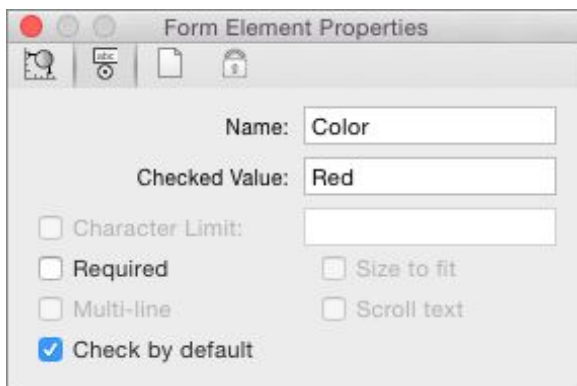 Form Element Properties
abc
Name: Color
Checked Value: Red
Character Limit:
Required Size to fit
Multi-line Scroll text
Check by default